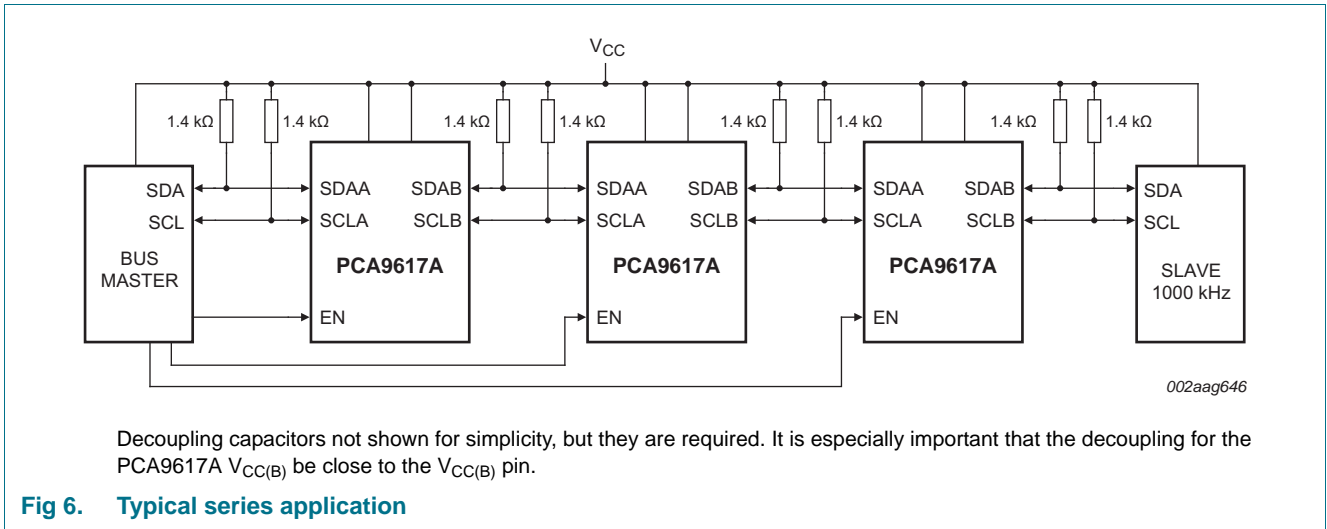 V_CC
1.4 kΩ 1.4 kΩ 1.4 kΩ 1.4 kΩ 1.4 kΩ 1.4 kΩ 1.4 kΩ 1.4 kΩ
SDA SDAA SDAB SDAA SDAB SDAA SDAB SDA
SCL SCLA SCLB SCLA SCLB SCLA SCLB SCL
BUS
MASTER
PCA9617A PCA9617A PCA9617A
SLAVE
1000 kHz
EN EN EN
002aag646
Decoupling capacitors not shown for simplicity, but they are required. It is especially important that the decoupling for the
PCA9617A V_CC(B) be close to the V_CC(B) pin.
Fig 6. Typical series application